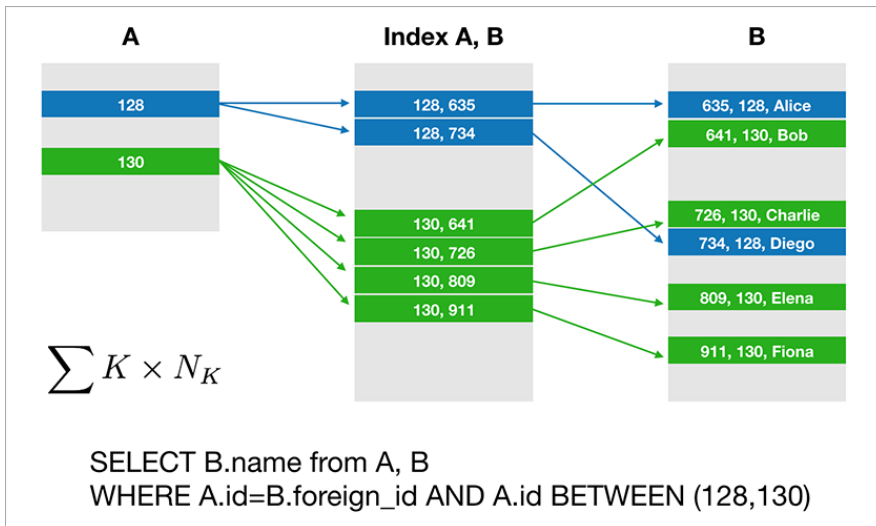 A
Index A, B
B
128
130
128, 635
128, 734
130, 641
130, 726
130, 809
130, 911
635, 128, Alice
641, 130, Bob
726, 130, Charlie
734, 128, Diego
809, 130, Elena
911, 130, Fiona
∑ K × N_K
SELECT B.name from A, B
WHERE A.id=B.foreign_id AND A.id BETWEEN (128,130)